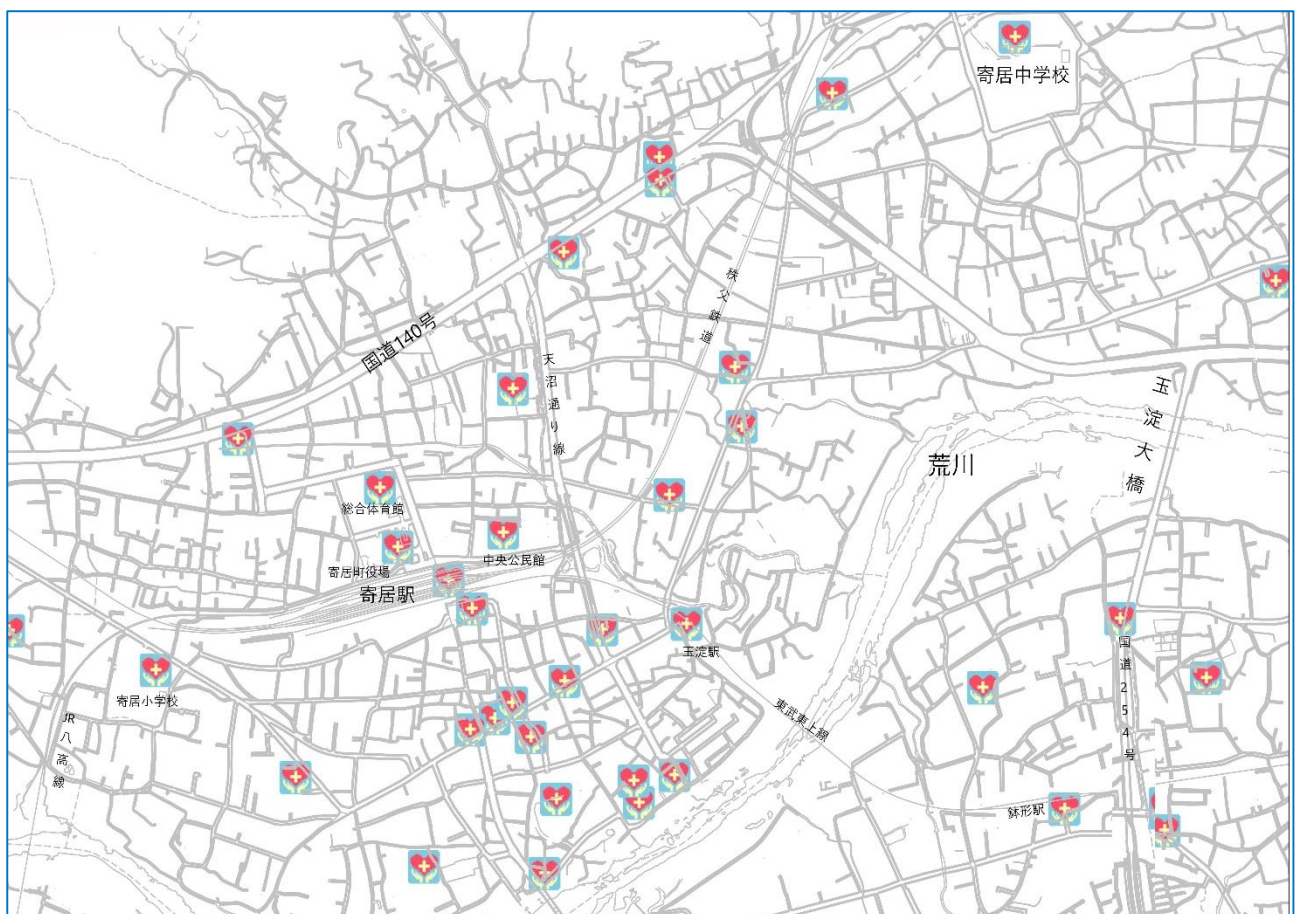 寄居中学校
秩父鉄道
国道140号
天沼通り線
玉淀大橋
荒川
総合体育館
中央公民館
寄居町役場
寄居駅
玉淀駅
国道254号
寄居小学校
東武東上線
JR八高線
鉢形駅